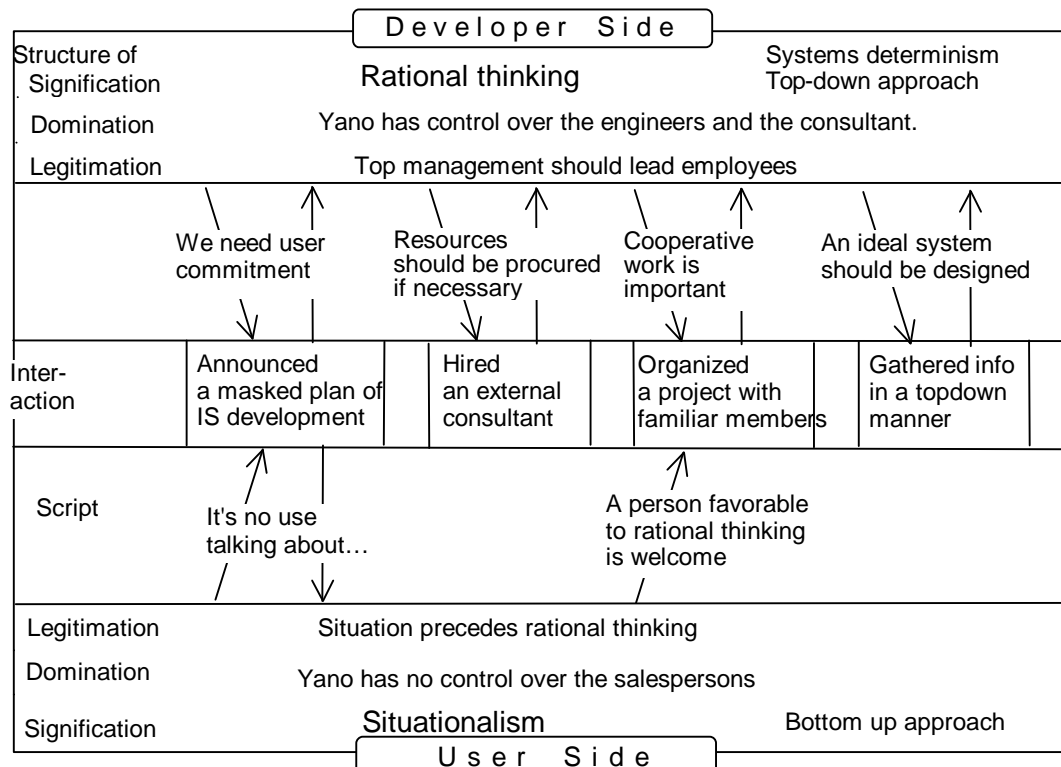 Developer Side
Structure of
Signification
Rational thinking
Systems determinism
Top-down approach
Domination
Yano has control over the engineers and the consultant.
Legitimation
Top management should lead employees
We need user
commitment
Resources
should be procured
if necessary
Cooperative
work is
important
An ideal system
should be designed
Inter-
action
Announced
a masked plan of
IS development
Hired
an external
consultant
Organized
a project with
familiar members
Gathered info
in a topdown
manner
Script
It's no use
talking about…
A person favorable
to rational thinking
is welcome
Legitimation
Situation precedes rational thinking
Domination
Yano has no control over the salespersons
Signification
Situationalism
Bottom up approach
User Side